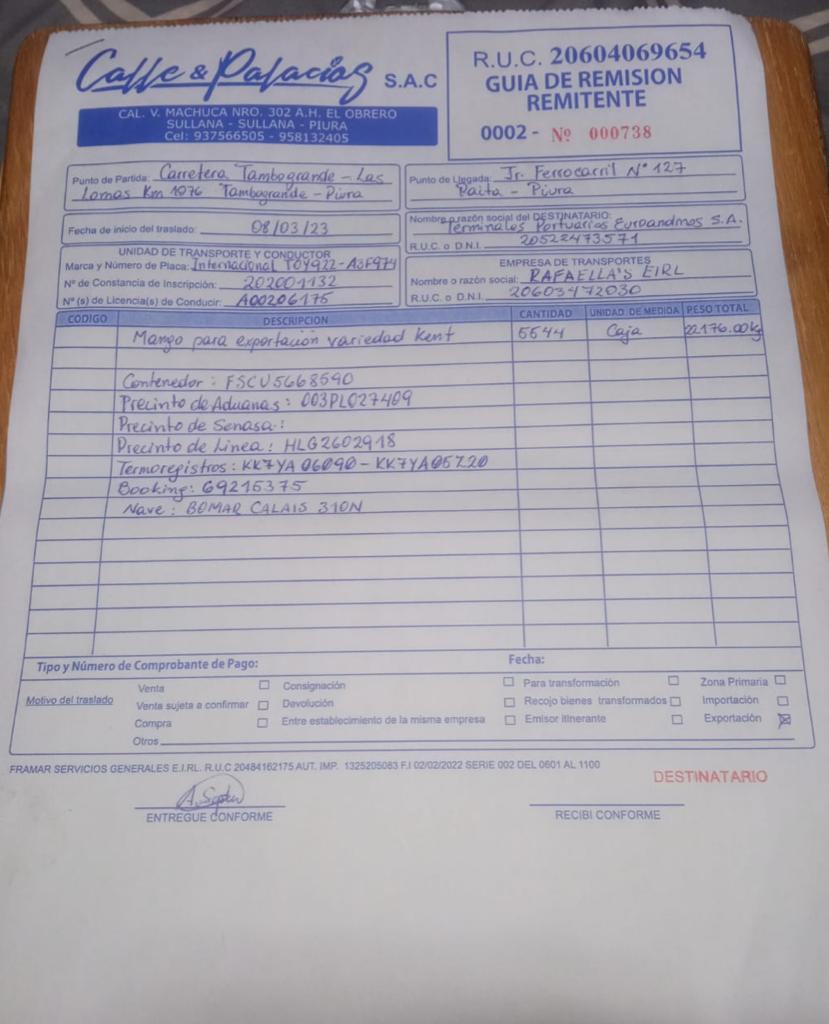 Calle & Palacios S.A.C
CAL. V. MACHUCA NRO. 302 A.H. EL OBRERO
SULLANA - SULLANA - PIURA
Cel: 937566505 - 958132405
R.U.C. 20604069654
GUIA DE REMISION
REMITENTE
0002 - Nº 000738
Punto de Partida: Carretera Tambogrande - Las
Lomas Km 1076 Tambogrande - Piura
Punto de Llegada: Jr. Ferrocarril Nº 127
Paita - Piura
Fecha de inicio del traslado: 08/03/23
Nombre o razón social del DESTINATARIO:
Terminales Portuarios Euroandinos S.A.
R.U.C. o D.N.I. 20522473571
UNIDAD DE TRANSPORTE Y CONDUCTOR
Marca y Número de Placa: Internacional T0Y922 - A3F974
Nº de Constancia de Inscripción: 202001132
Nº (s) de Licencia(s) de Conducir: A00206175
EMPRESA DE TRANSPORTES
Nombre o razón social: RAFAELLA'S EIRL
R.U.C. o D.N.I. 20603472030
CODIGO DESCRIPCION CANTIDAD UNIDAD DE MEDIDA PESO TOTAL
Mango para exportación variedad Kent 5544 Caja 22176.00kg
Contenedor: FSCU5668590
Precinto de Aduanas: 003PL027409
Precinto de Senasa:
Precinto de Linea: HLG2602918
Termoregistros: KK7YA06090 - KK7YA05Z20
Booking: 69215375
Nave: BOMAR CALAIS 310N
Tipo y Número de Comprobante de Pago: Fecha:
Motivo del traslado
Venta
Venta sujeta a confirmar
Compra
Otros
Consignación
Devolución
Entre establecimiento de la misma empresa
Para transformación
Recojo bienes transformados
Emisor itinerante
Zona Primaria
Importación
Exportación
FRAMAR SERVICIOS GENERALES E.I.RL. R.U.C 20484162175 AUT. IMP. 1325205083 F.I 02/02/2022 SERIE 002 DEL 0601 AL 1100
DESTINATARIO
ENTREGUE CONFORME
RECIBI CONFORME